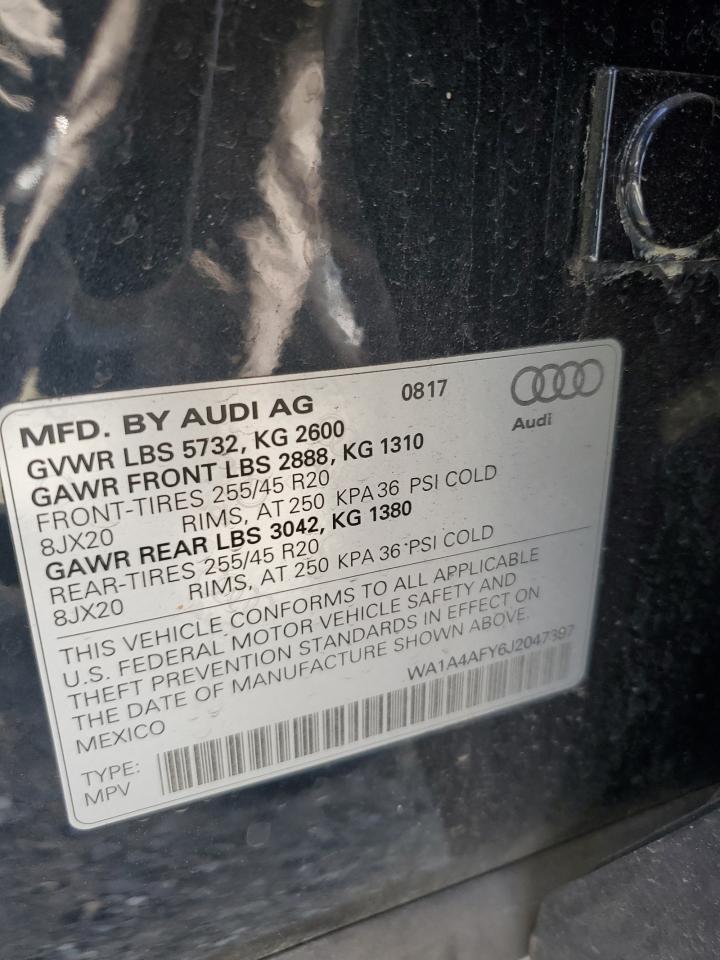 MFD. BY AUDI AG 0817
Audi
GVWR LBS 5732, KG 2600
GAWR FRONT LBS 2888, KG 1310
FRONT-TIRES 255/45 R20
8JX20 RIMS, AT 250 KPA 36 PSI COLD
GAWR REAR LBS 3042, KG 1380
REAR-TIRES 255/45 R20
8JX20 RIMS, AT 250 KPA 36 PSI COLD
THIS VEHICLE CONFORMS TO ALL APPLICABLE
U.S. FEDERAL MOTOR VEHICLE SAFETY AND
THEFT PREVENTION STANDARDS IN EFFECT ON
THE DATE OF MANUFACTURE SHOWN ABOVE.
MEXICO WA1A4AFY6J2047397
TYPE:
MPV